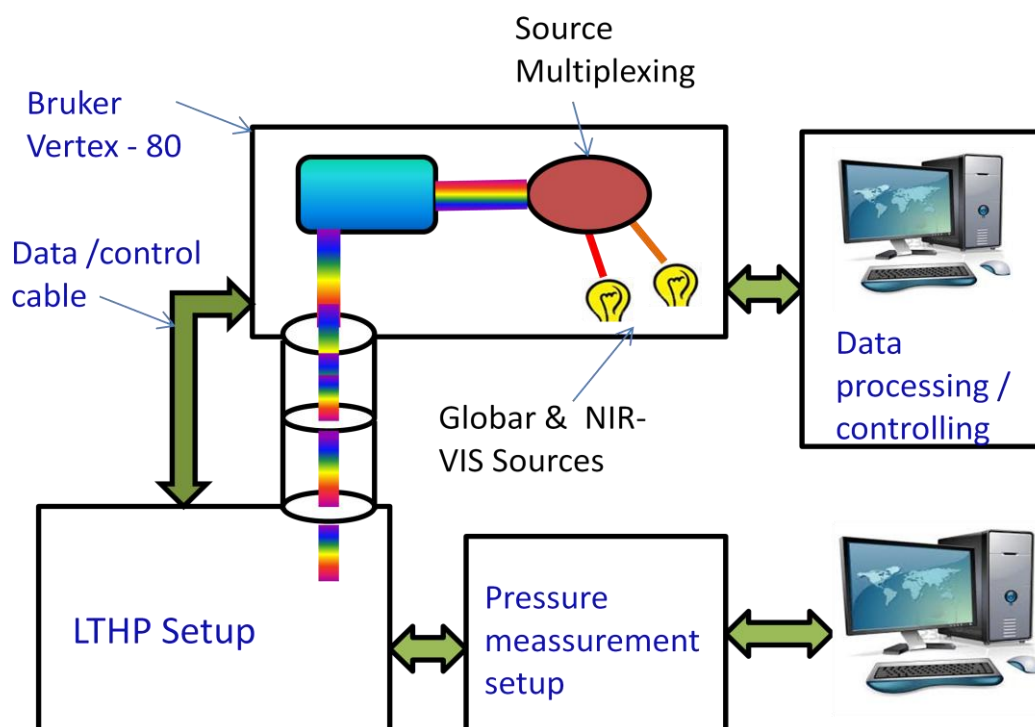 Source
Multiplexing
Bruker
Vertex - 80
Data /control
cable
Globar & NIR-
VIS Sources
Data
processing /
controlling
LTHP Setup
Pressure
meassurement
setup